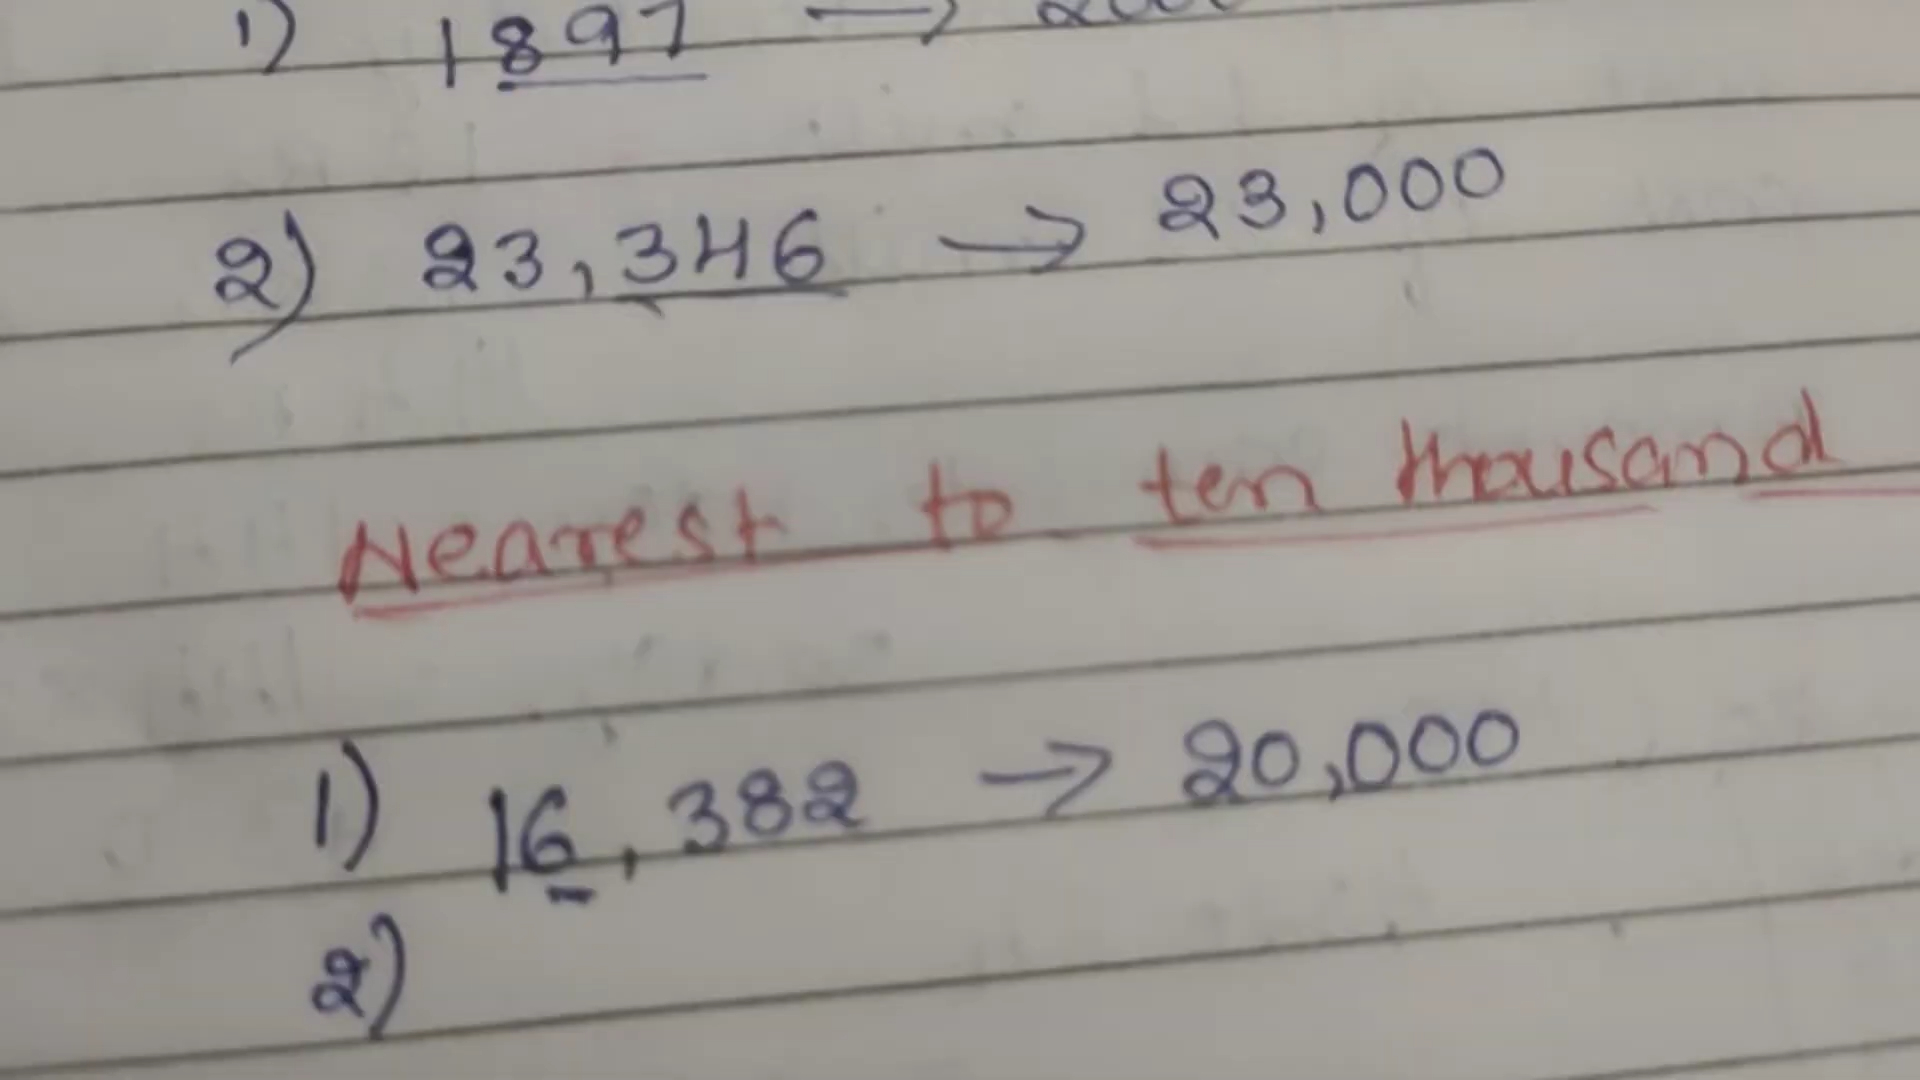 1) 1897 →
2) 23,346 → 23,000
Nearest to ten thousand
1) 16,382 → 20,000
2)